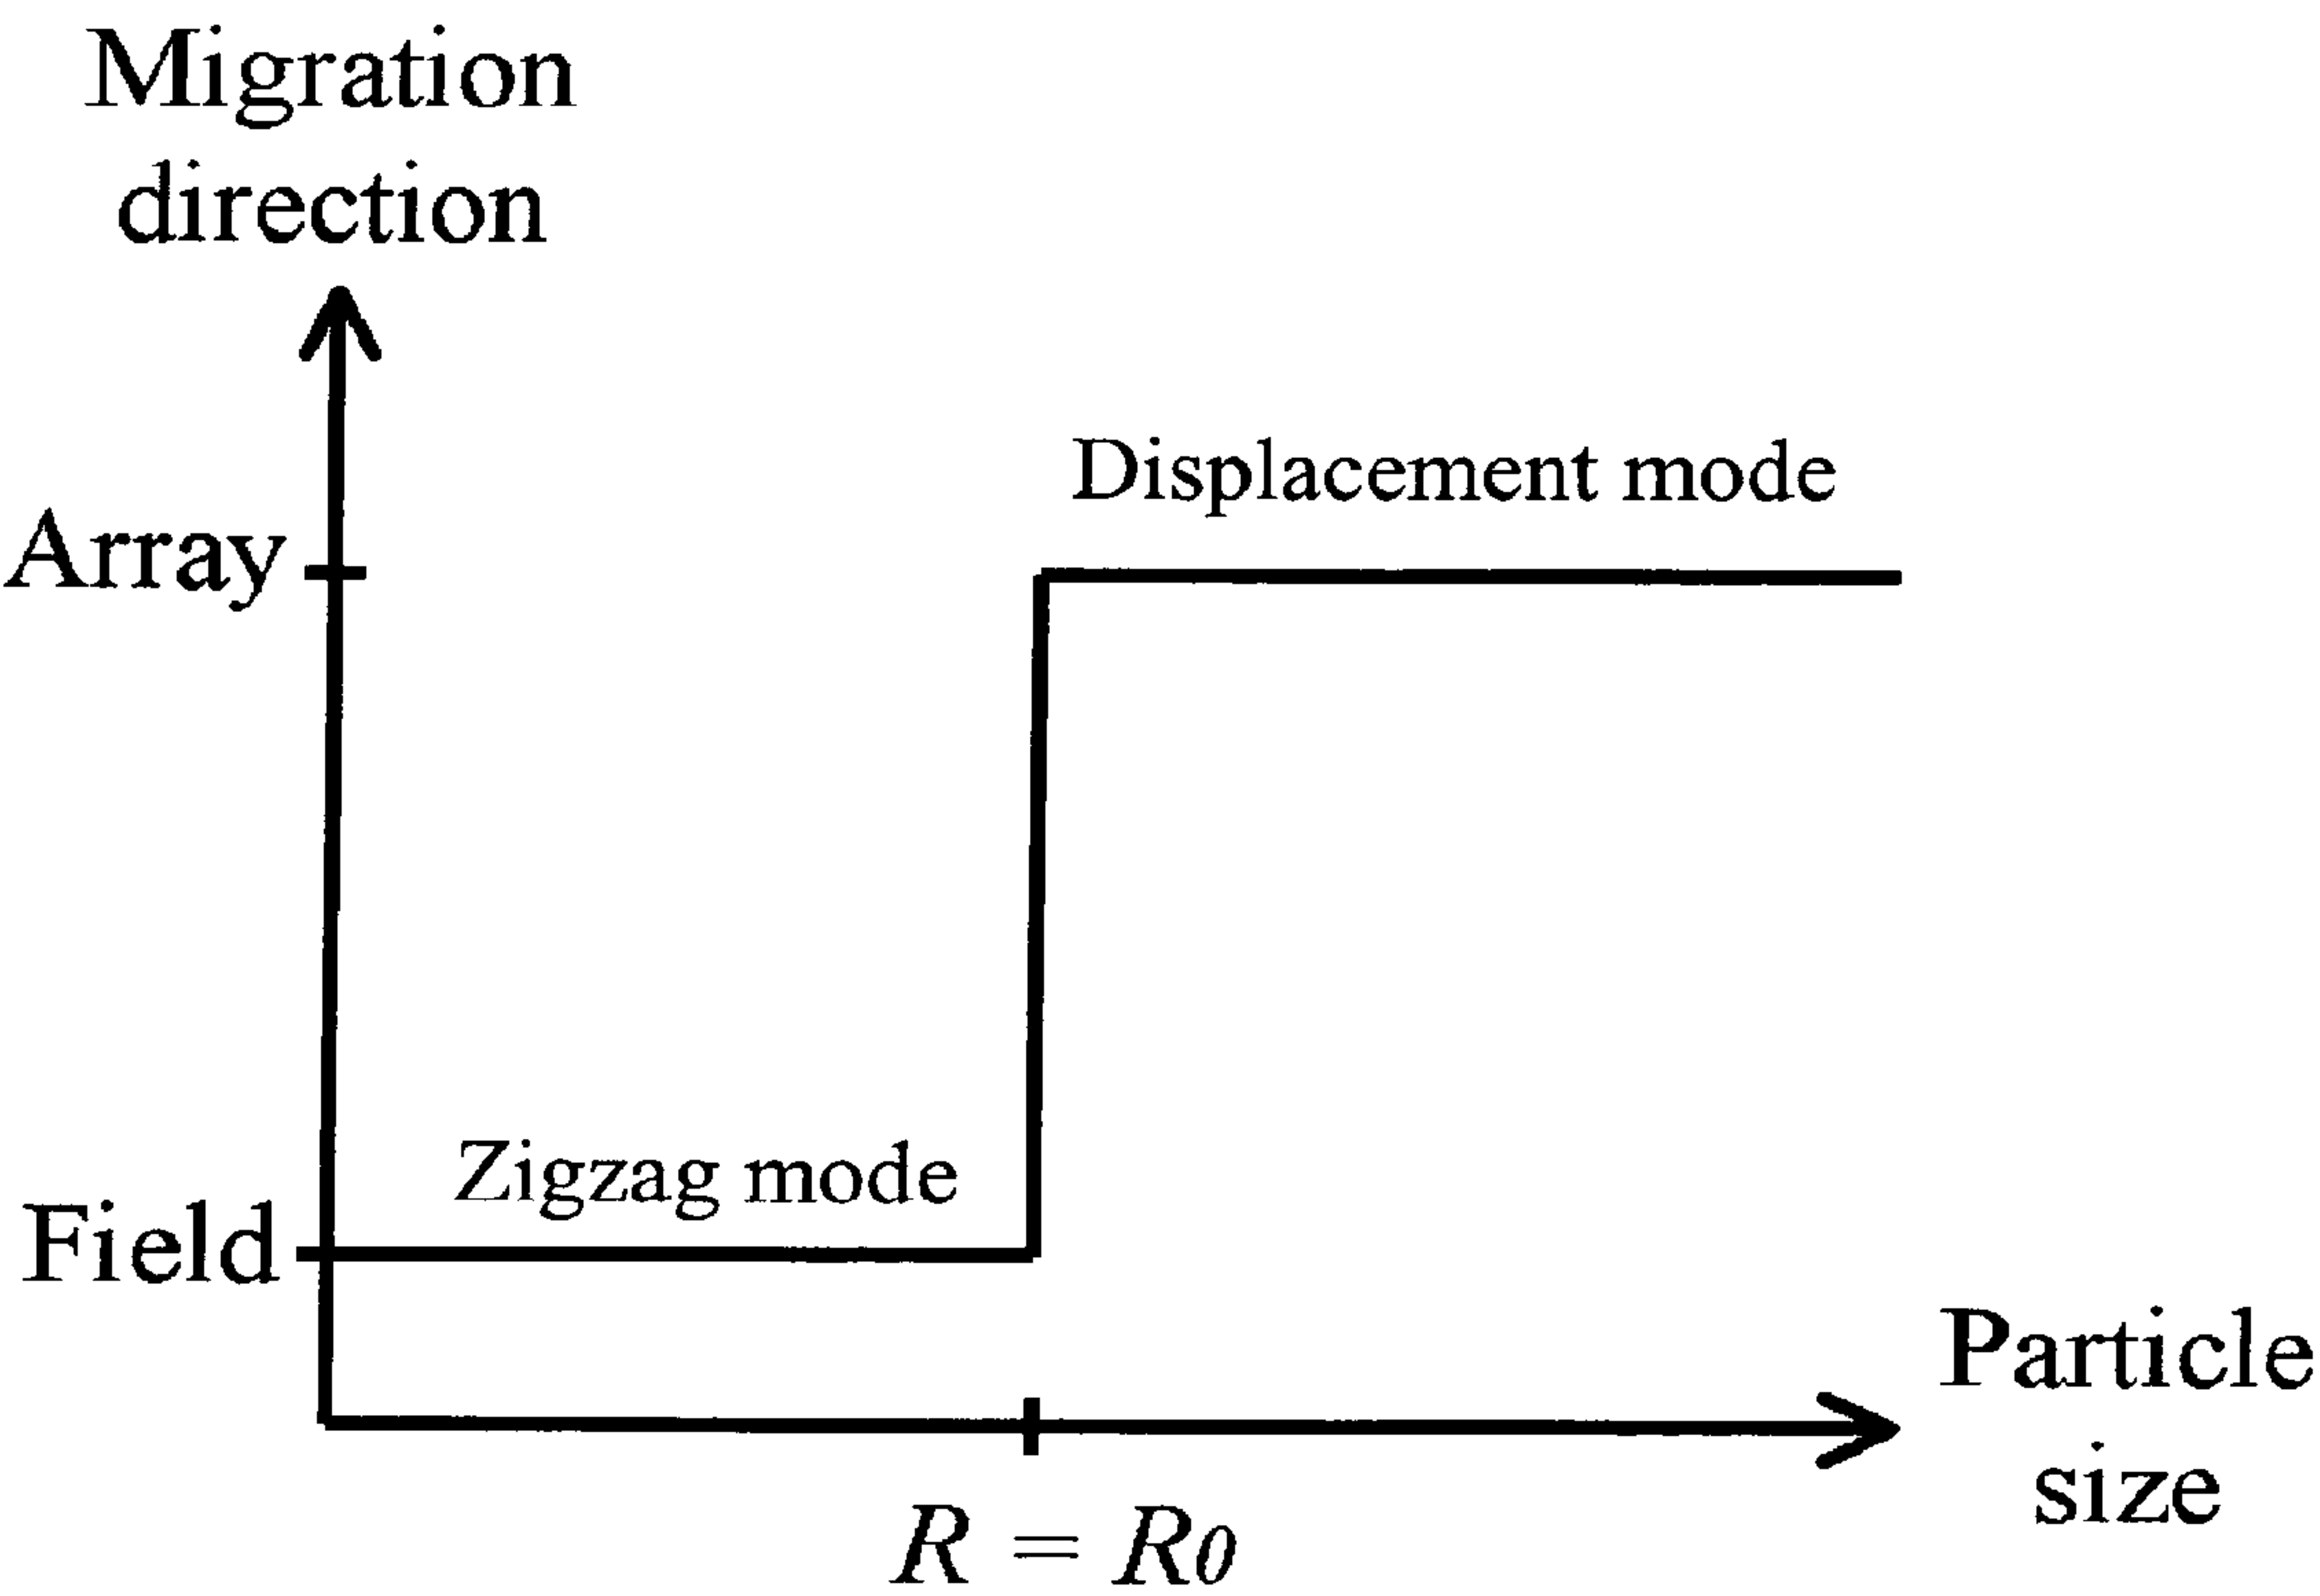 Migration
direction
Displacement mode
Array
Zigzag mode
Field
Particle
size
R = R0